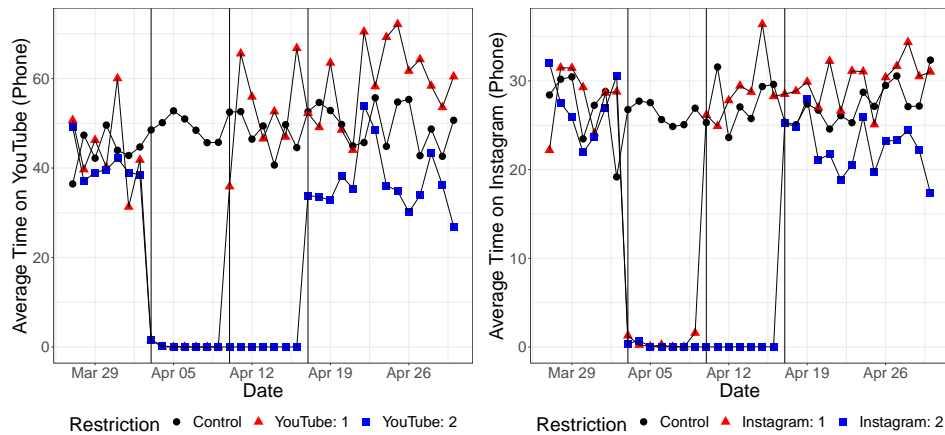 Average Time on YouTube (Phone)
60
40
20
0
Mar 29
Apr 05
Apr 12
Apr 19
Apr 26
Date
Restriction Control YouTube: 1 YouTube: 2
Average Time on Instagram (Phone)
30
20
10
0
Mar 29
Apr 05
Apr 12
Apr 19
Apr 26
Date
Restriction Control Instagram: 1 Instagram: 2